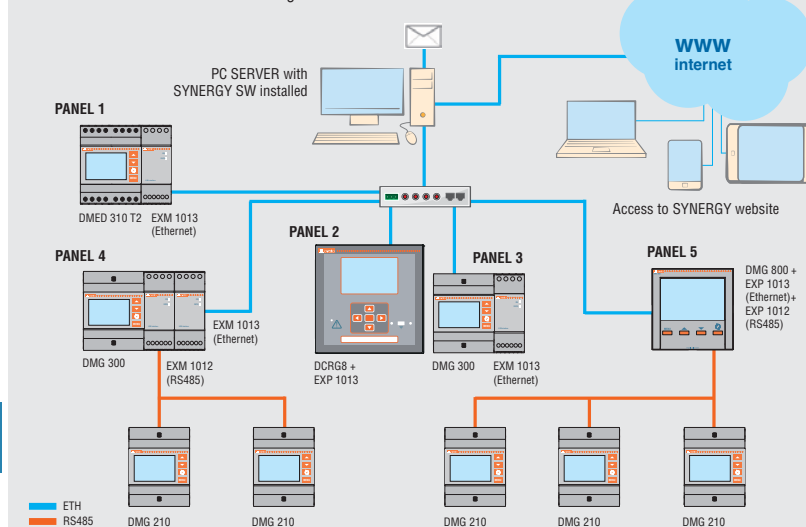 www
internet
PC SERVER with
SYNERGY SW installed
PANEL 1
DMED 310 T2
EXM 1013
(Ethernet)
Access to SYNERGY website
PANEL 2
PANEL 3
PANEL 4
PANEL 5
DMG 800 +
EXP 1013
(Ethernet)+
EXP 1012
(RS485)
EXM 1013
(Ethernet)
DMG 300
EXM 1012
(RS485)
DCRG8 +
EXP 1013
DMG 300
EXM 1013
(Ethernet)
ETH
RS485
DMG 210
DMG 210
DMG 210
DMG 210
DMG 210